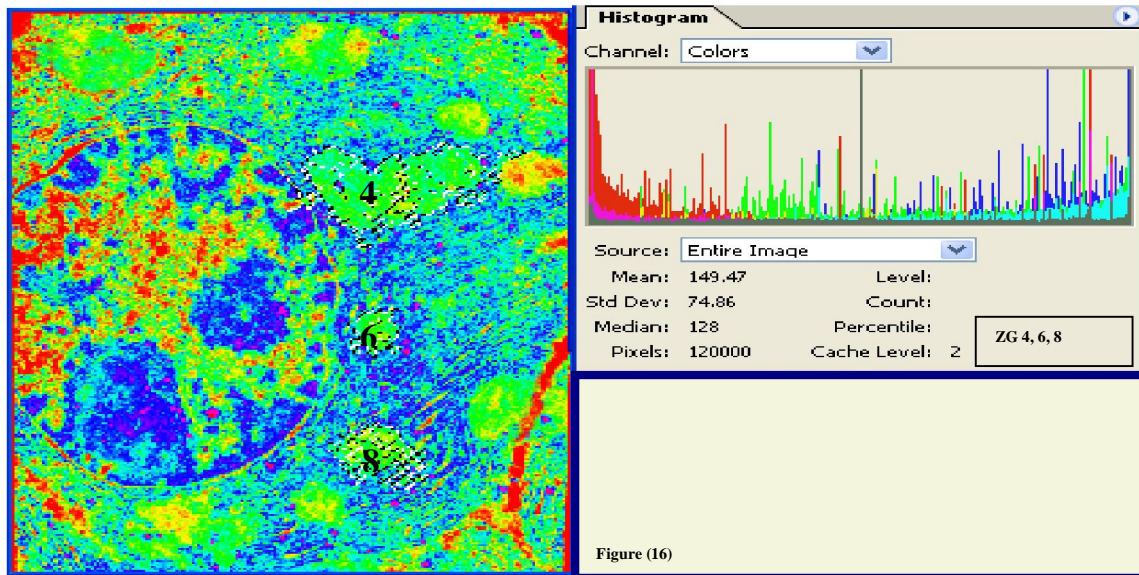 4
6
8
Histogram
Channel: Colors
Source: Entire Image
Mean: 149.47 Level:
Std Dev: 74.86 Count:
Median: 128 Percentile:
Pixels: 120000 Cache Level: 2
ZG 4, 6, 8
Figure (16)